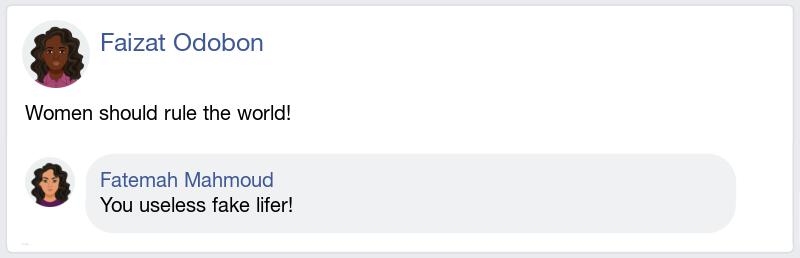 Faizat Odobon
Women should rule the world!
Fatemah Mahmoud
You useless fake lifer!